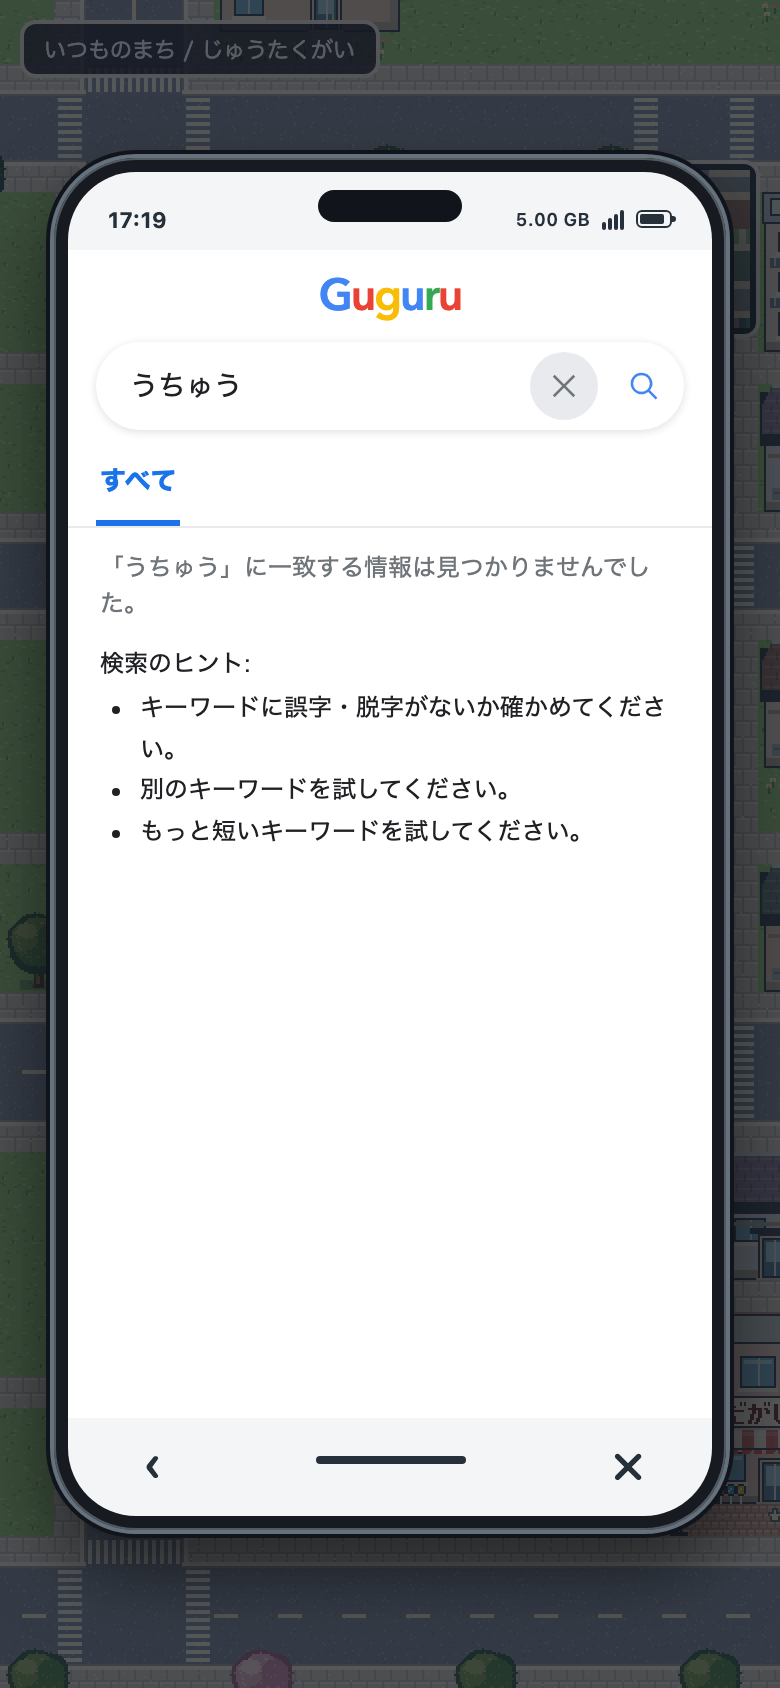 いつものまち / じゅうたくがい
17:19
5.00 GB
Guguru
うちゅう
すべて
「うちゅう」に一致する情報は見つかりませんでし
た。
検索のヒント:
• キーワードに誤字・脱字がないか確かめてくださ
い。
• 別のキーワードを試してください。
• もっと短いキーワードを試してください。
だがし